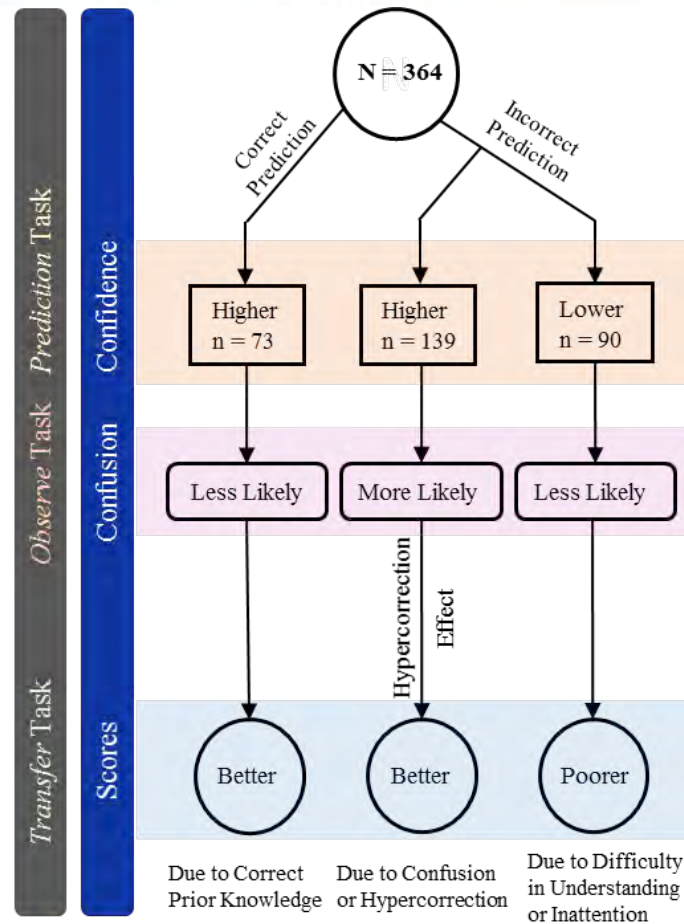 N = 364
Correct
Prediction
Incorrect
Prediction
Prediction Task
Confidence
Higher
n = 73
Higher
n = 139
Lower
n = 90
Observe Task
Confusion
Less Likely
More Likely
Less Likely
Hypercorrection
Effect
Transfer Task
Scores
Better
Better
Poorer
Due to Correct
Prior Knowledge
Due to Confusion
or Hypercorrection
Due to Difficulty
in Understanding
or Inattention